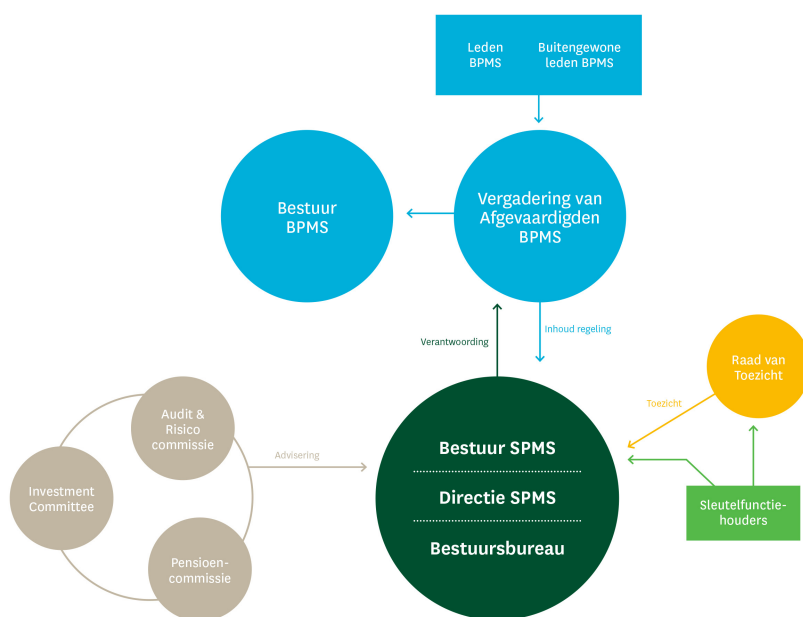 Leden
BPMS
Buitengewone
leden BPMS
Bestuur
BPMS
Vergadering van
Afgevaardigden
BPMS
Verantwoording
Inhoud regeling
Raad van
Toezicht
Toezicht
Audit &
Risico
commissie
Advisering
Investment
Committee
Pensioen-
commissie
Bestuur SPMS
Directie SPMS
Bestuursbureau
Sleutelfunctie-
houders